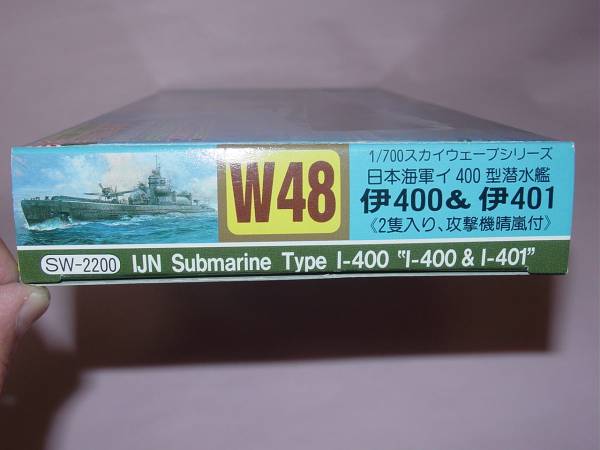 W48
1/700スカイウェーブシリーズ
日本海軍イ400型潜水艦
伊400&伊401
《2隻入り、攻撃機晴嵐付》
SW-2200 IJN Submarine Type I-400 "I-400 & I-401"